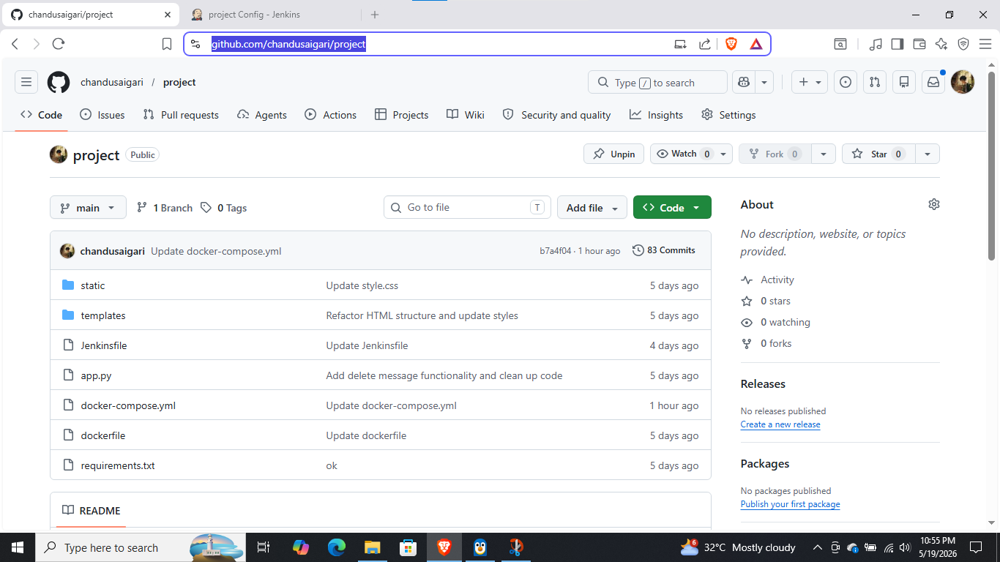 chandusaigari/project
project Config - Jenkins
github.com/chandusaigari/project
chandusaigari / project
Type / to search
Code Issues Pull requests Agents Actions Projects Wiki Security and quality Insights Settings
project Public
Unpin Watch 0 Fork 0 Star 0
main 1 Branch 0 Tags Go to file T Add file Code
chandusaigari Update docker-compose.yml b7a4f04 · 1 hour ago 83 Commits
static Update style.css 5 days ago
templates Refactor HTML structure and update styles 5 days ago
Jenkinsfile Update Jenkinsfile 4 days ago
app.py Add delete message functionality and clean up code 5 days ago
docker-compose.yml Update docker-compose.yml 1 hour ago
dockerfile Update dockerfile 5 days ago
requirements.txt ok 5 days ago
README
About
No description, website, or topics
provided.
Activity
0 stars
0 watching
0 forks
Releases
No releases published
Create a new release
Packages
No packages published
Publish your first package
Type here to search
6
32°C Mostly cloudy
10:55 PM
5/19/2026